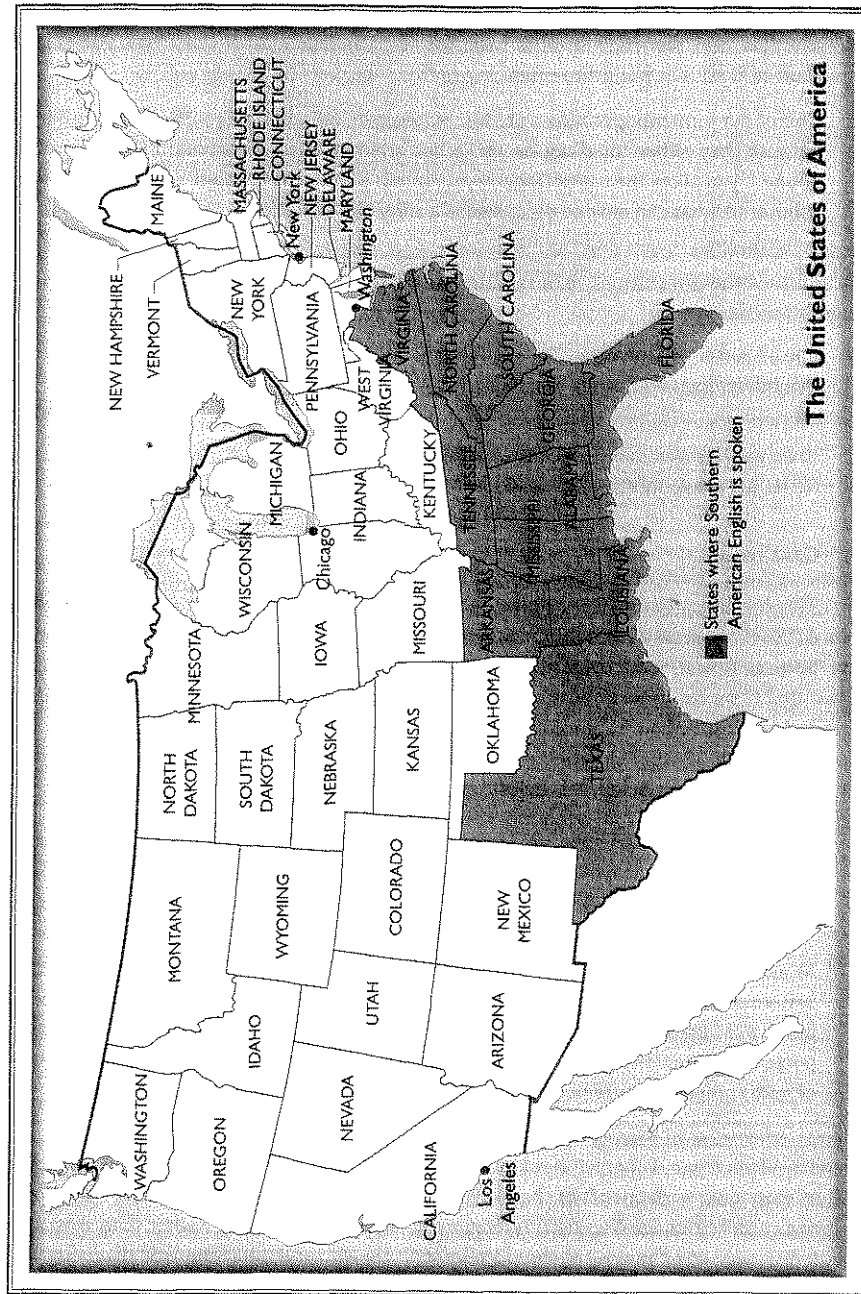 The United States of America
WASHINGTON
OREGON
CALIFORNIA
Los
Angeles
NEVADA
IDAHO
MONTANA
WYOMING
UTAH
ARIZONA
COLORADO
NEW
MEXICO
NORTH
DAKOTA
SOUTH
DAKOTA
NEBRASKA
KANSAS
OKLAHOMA
TEXAS
MINNESOTA
IOWA
MISSOURI
ARKANSAS
LOUISIANA
WISCONSIN
Chicago
MICHIGAN
INDIANA
OHIO
KENTUCKY
TENNESSEE
MISSISSIPPI
ALABAMA
GEORGIA
FLORIDA
SOUTH CAROLINA
NORTH CAROLINA
VIRGINIA
WEST
VIRGINIA
PENNSYLVANIA
NEW
YORK
NEW HAMPSHIRE
VERMONT
MAINE
MASSACHUSETTS
RHODE ISLAND
CONNECTICUT
New York
NEW JERSEY
DELAWARE
MARYLAND
Washington
States where Southern
American English is spoken